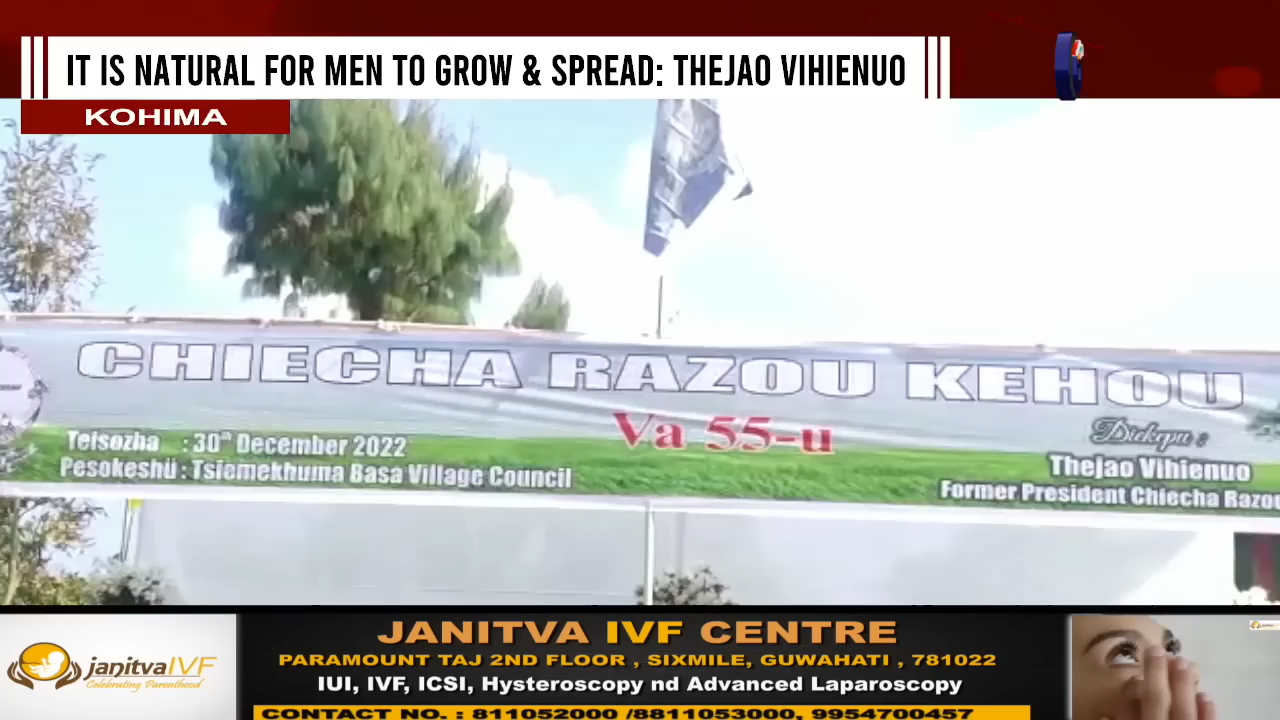 IT IS NATURAL FOR MEN TO GROW & SPREAD: THEJAO VIHIENUO
KOHIMA
CHIECHA RAZOU KEHOU
Va 55-u
Teisozha : 30th December 2022
Pesokeshü : Tsiemekhuma Basa Village Council
Diekepu :
Thejao Vihienuo
Former President Chiecha Razou
JANITVA IVF CENTRE
PARAMOUNT TAJ 2ND FLOOR , SIXMILE, GUWAHATI , 781022
IUI, IVF, ICSI, Hysteroscopy nd Advanced Laparoscopy
CONTACT NO. : 811052000 /8811053000, 9954700457
janitvaIVF
Celebrating Parenthood